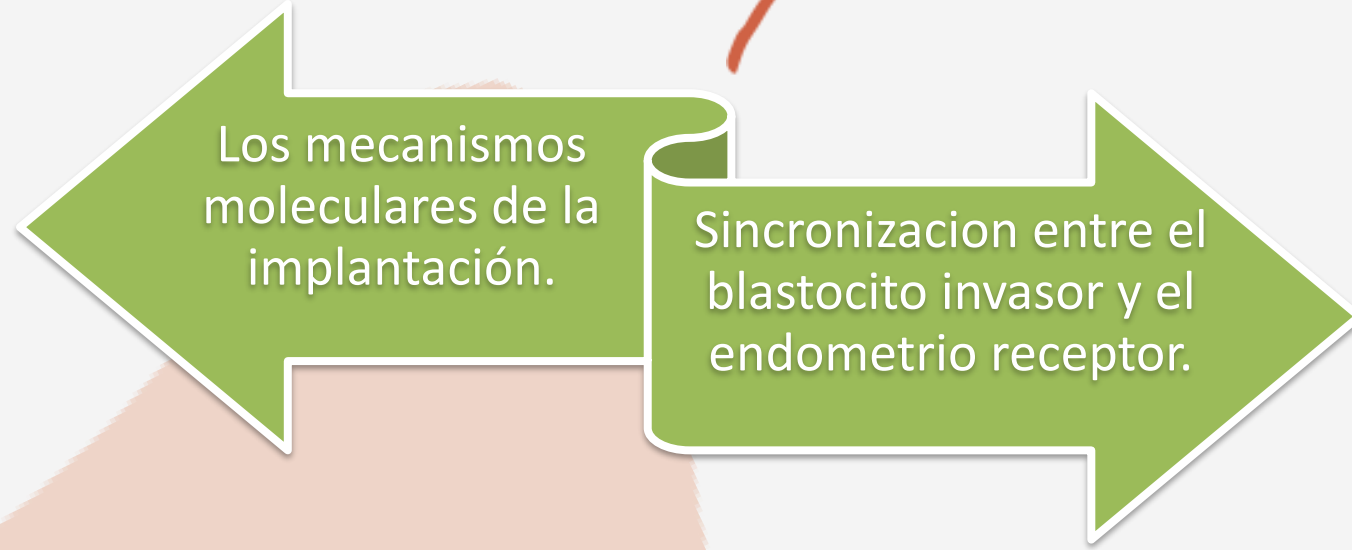 Los mecanismos
moleculares de la
implantación.
Sincronizacion entre el
blastocito invasor y el
endometrio receptor.